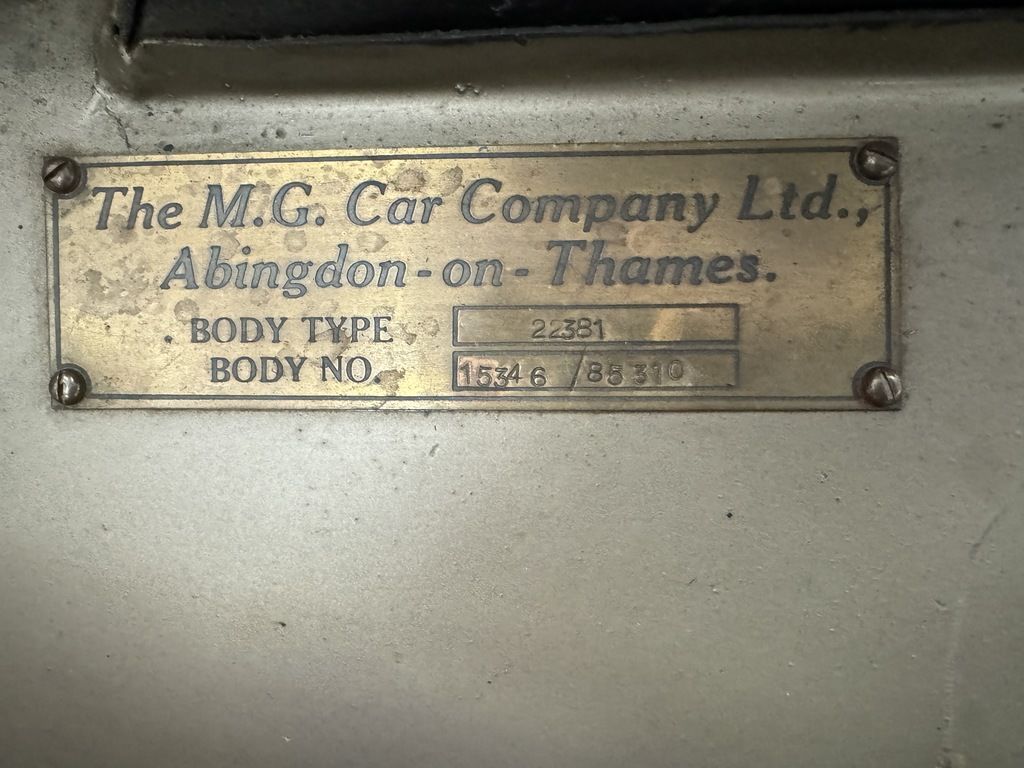 The M.G. Car Company Ltd.,
Abingdon-on-Thames.
BODY TYPE 22381
BODY NO. 15346 /85310